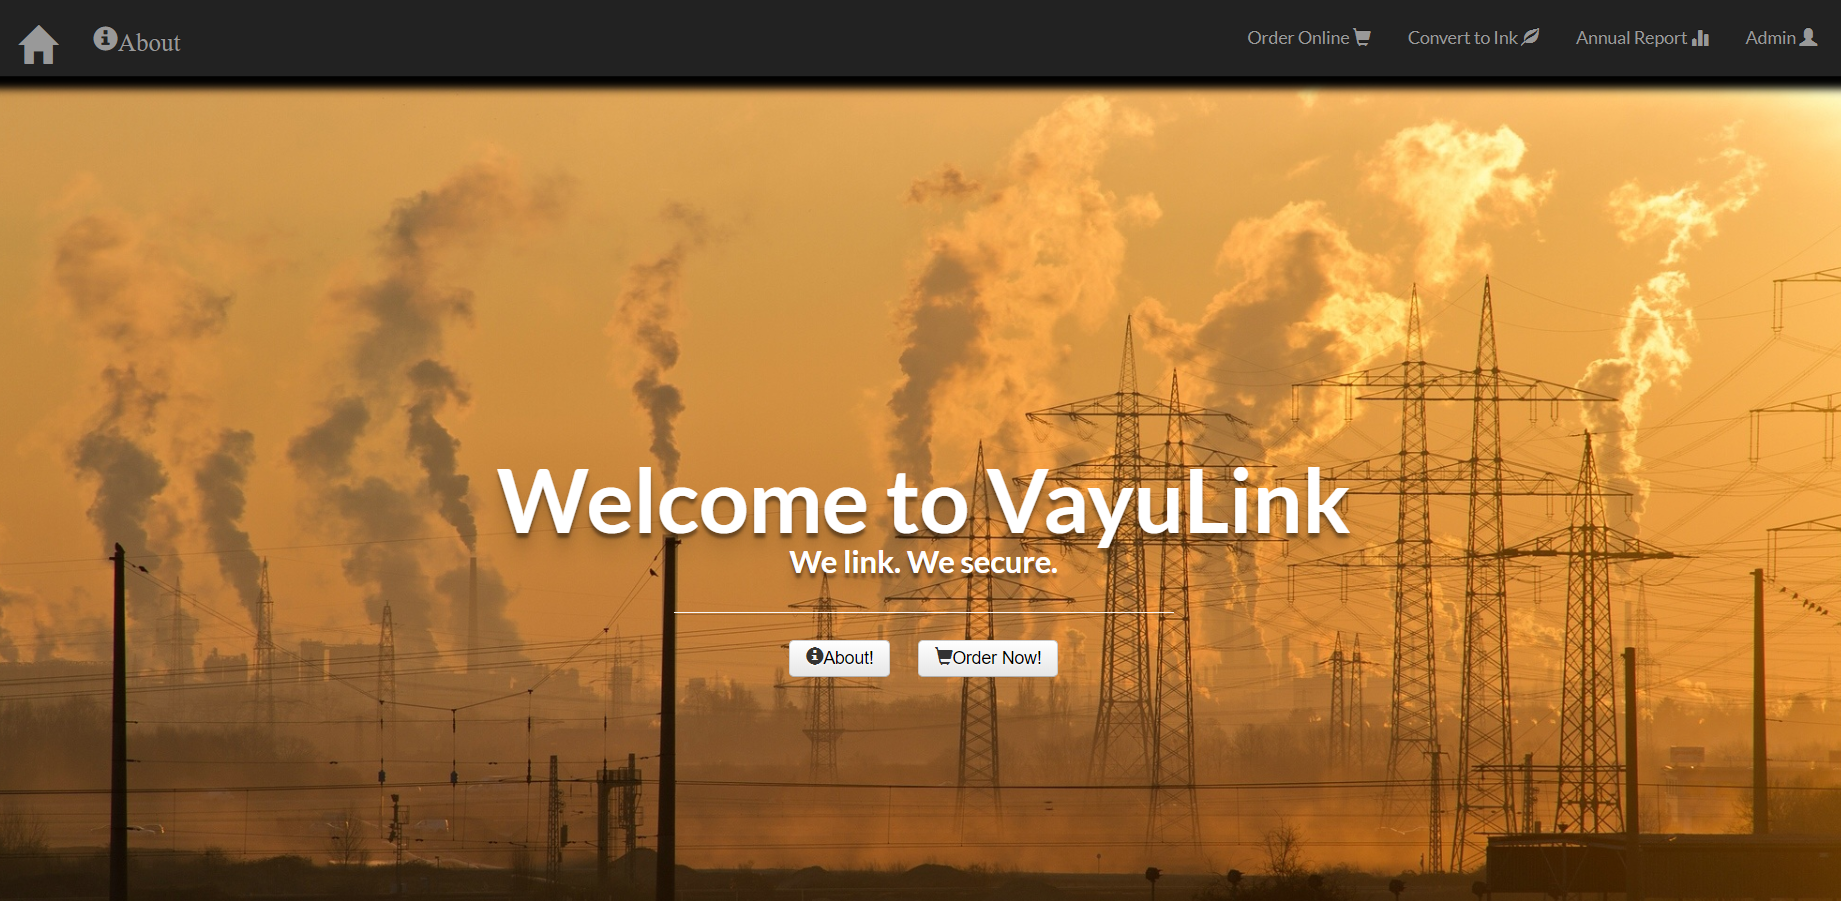 About
Order Online
Convert to Ink
Annual Report
Admin
Welcome to VayuLink
We link. We secure.
About!
Order Now!